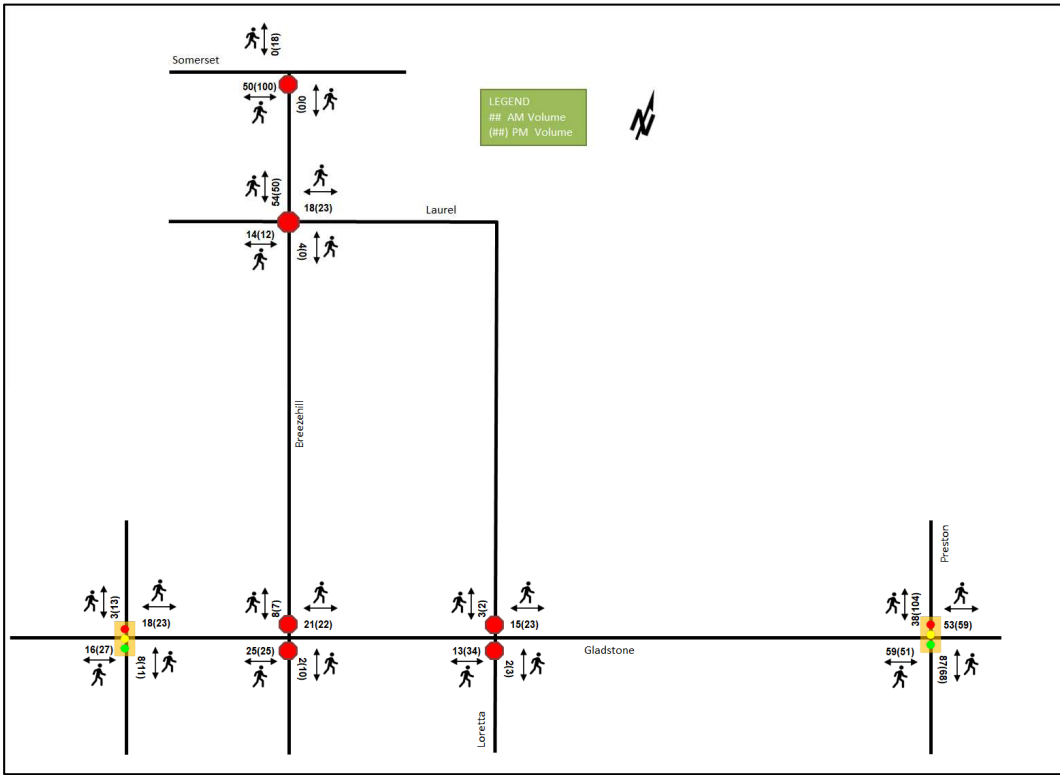 0(18)
Somerset
50(100)
0(0)
LEGEND
## AM Volume
(##) PM Volume
N
54(50)
18(23)
Laurel
14(12)
4(0)
Breezehill
Preston
3(13)
18(23)
8(7)
21(22)
3(2)
15(23)
38(104)
53(59)
16(27)
8(11)
25(25)
2(10)
13(34)
2(3)
Gladstone
59(51)
87(68)
Loretta